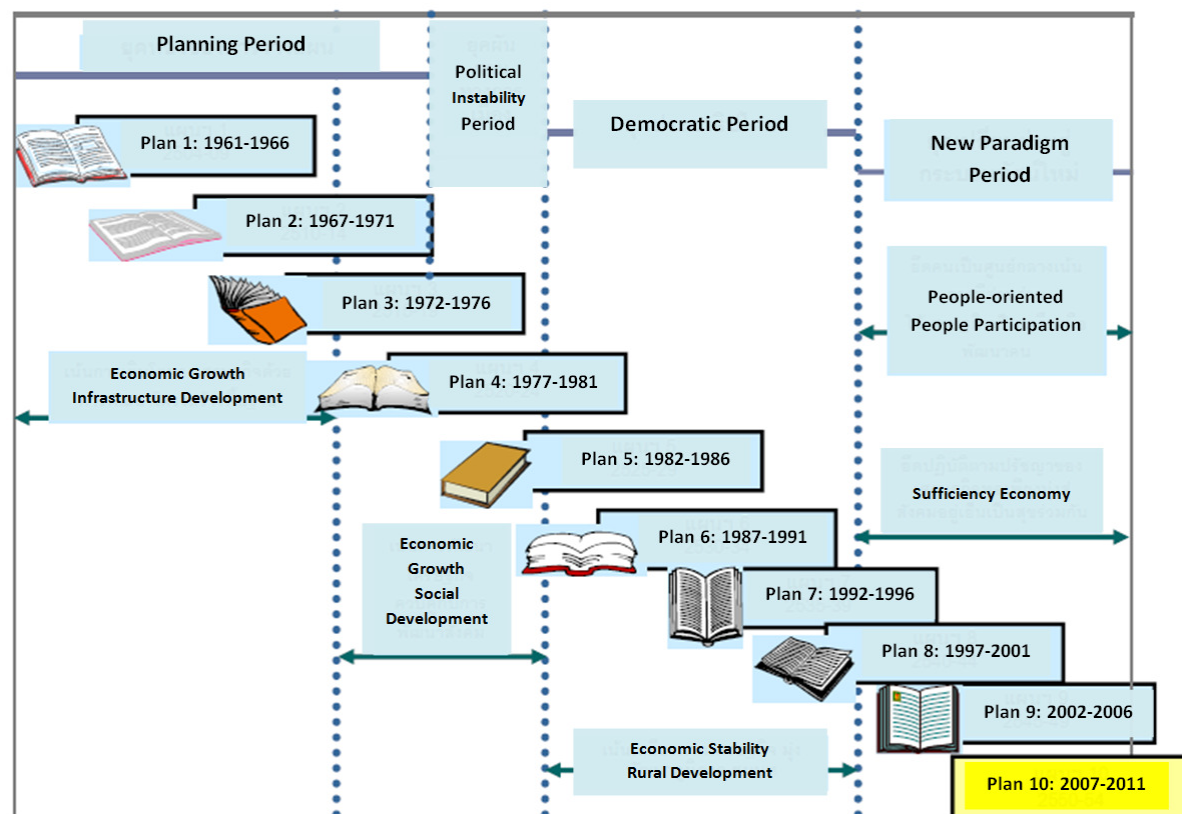 Planning Period
Political
Instability
Period
Democratic Period
New Paradigm
Period
Plan 1: 1961-1966
Plan 2: 1967-1971
Plan 3: 1972-1976
People-oriented
People Participation
Economic Growth
Infrastructure Development
Plan 4: 1977-1981
Plan 5: 1982-1986
Sufficiency Economy
Plan 6: 1987-1991
Economic
Growth
Social
Development
Plan 7: 1992-1996
Plan 8: 1997-2001
Plan 9: 2002-2006
Economic Stability
Rural Development
Plan 10: 2007-2011